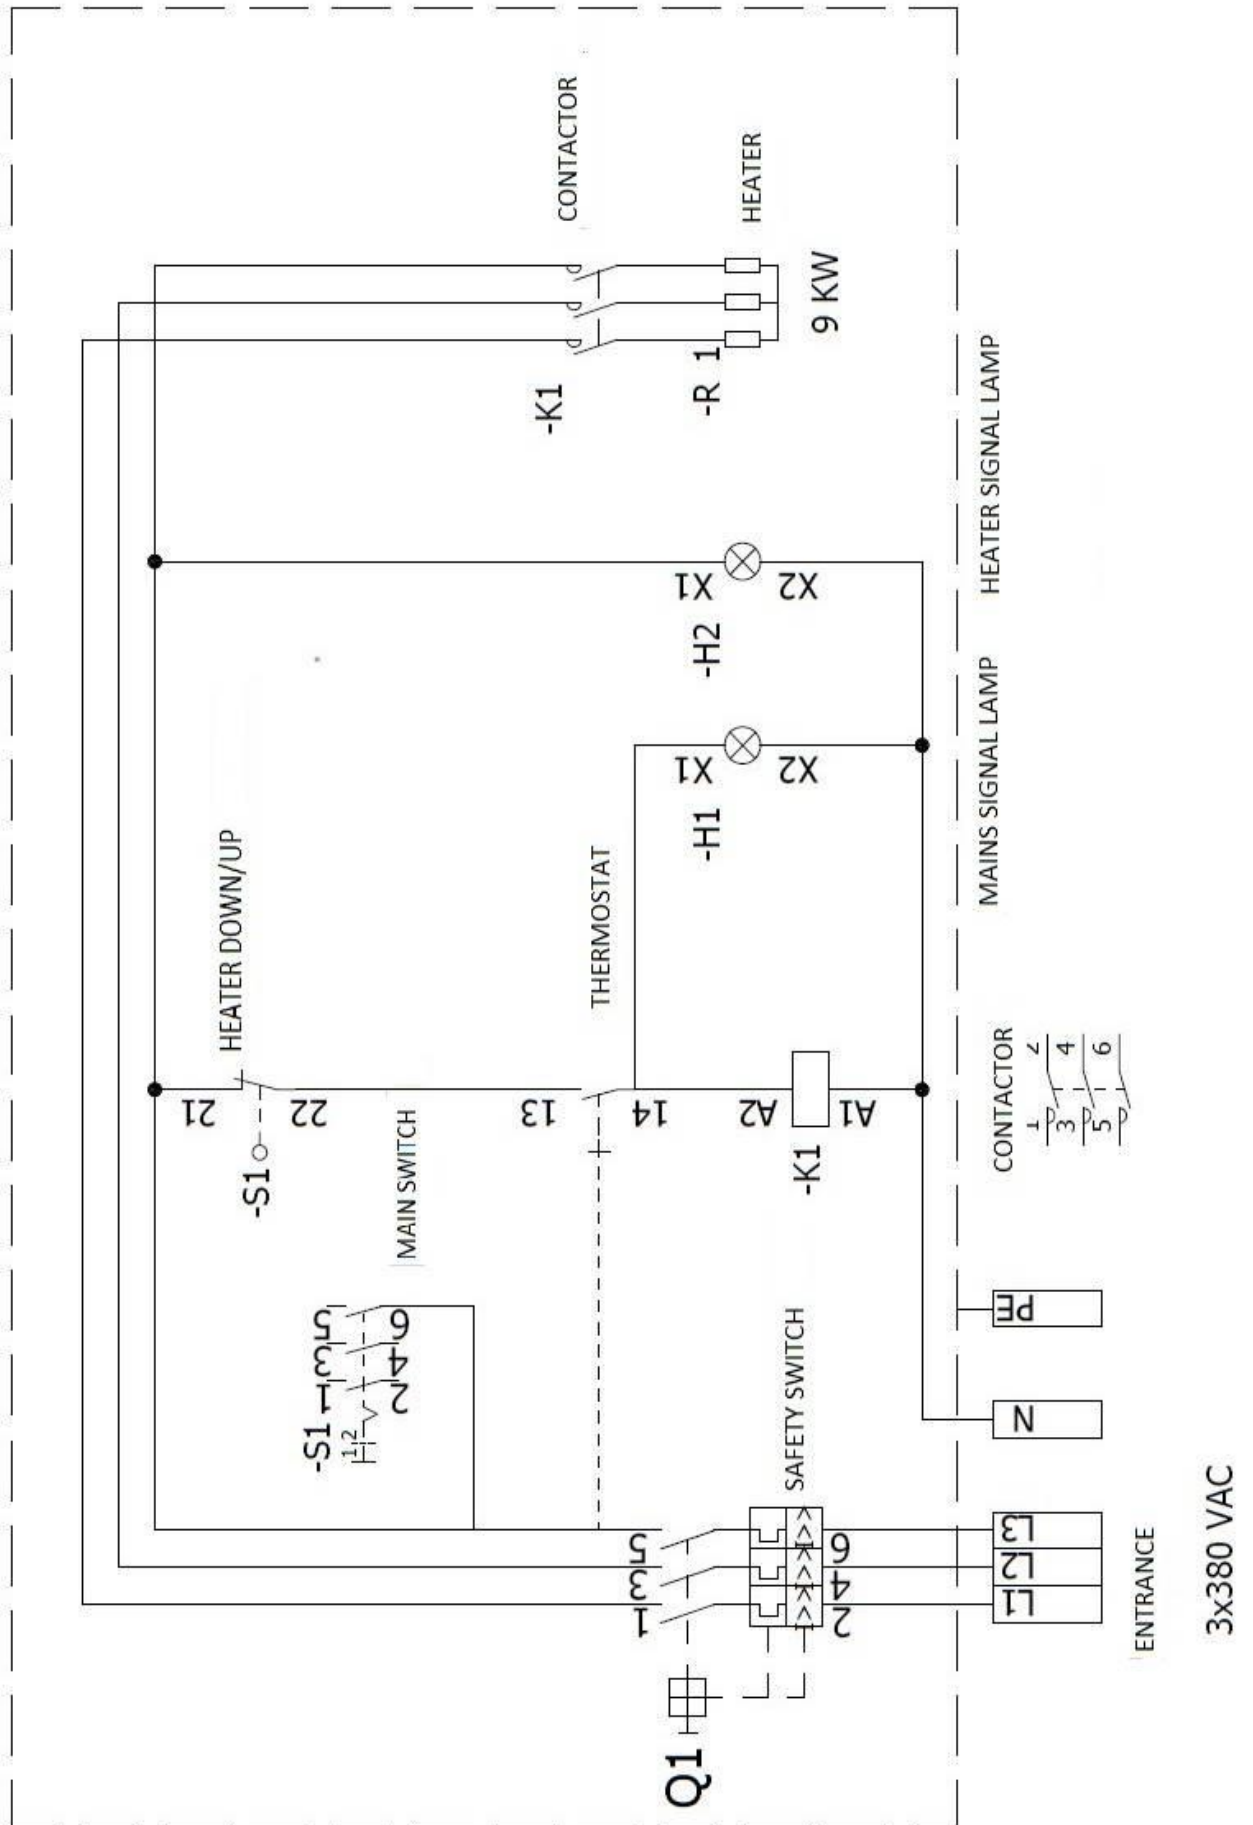 CONTACTOR
HEATER
-K1
-R 1
9 KW
HEATER SIGNAL LAMP
X1
X2
-H2
MAINS SIGNAL LAMP
X1
X2
-H1
HEATER DOWN/UP
THERMOSTAT
21
22
-S1
13
14
A2
A1
-K1
CONTACTOR
1 2
3 4
5 6
MAIN SWITCH
5 6
3 4
1 2
-S1
1 2
SAFETY SWITCH
PE
N
5 6
3 4
1 2
L3
L2
L1
Q1
ENTRANCE
3x380 VAC